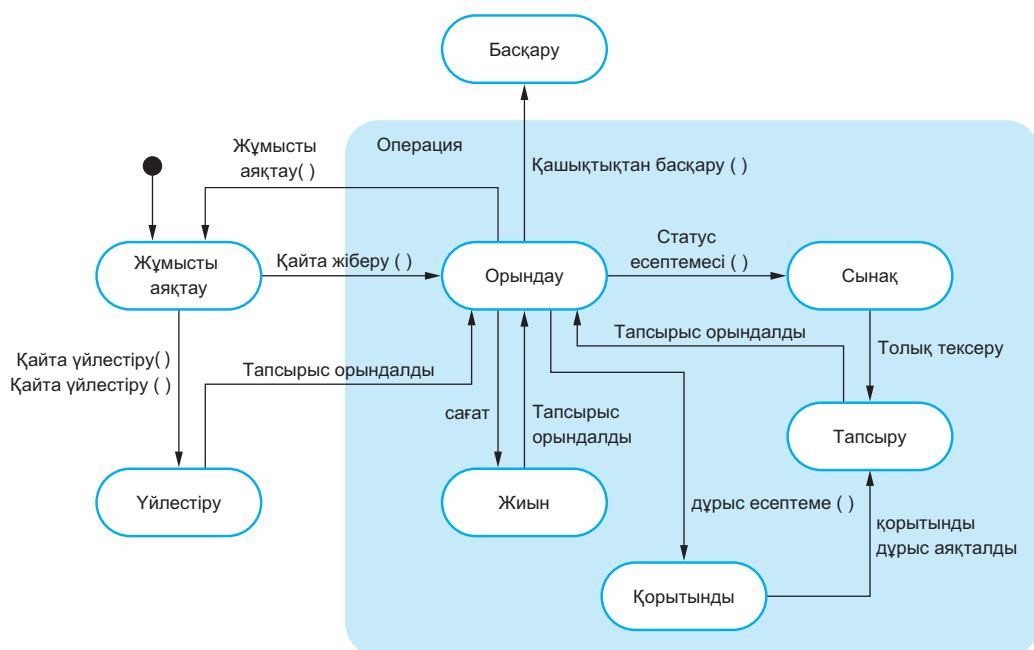 Басқару
Операция
Жұмысты
аяқтау( )
Қашықтықтан басқару ( )
Жұмысты
аяқтау
Қайта жіберу ( )
Орындау
Статус
есептемесі ( )
Сынақ
Қайта үйлестіру( )
Қайта үйлестіру ( )
Тапсырыс орындалды
Тапсырыс орындалды
Толық тексеру
сағат
Тапсырыс
орындалды
Тапсыру
Үйлестіру
Жиын
дұрыс есептеме ( )
қорытынды
дұрыс аяқталды
Қорытынды